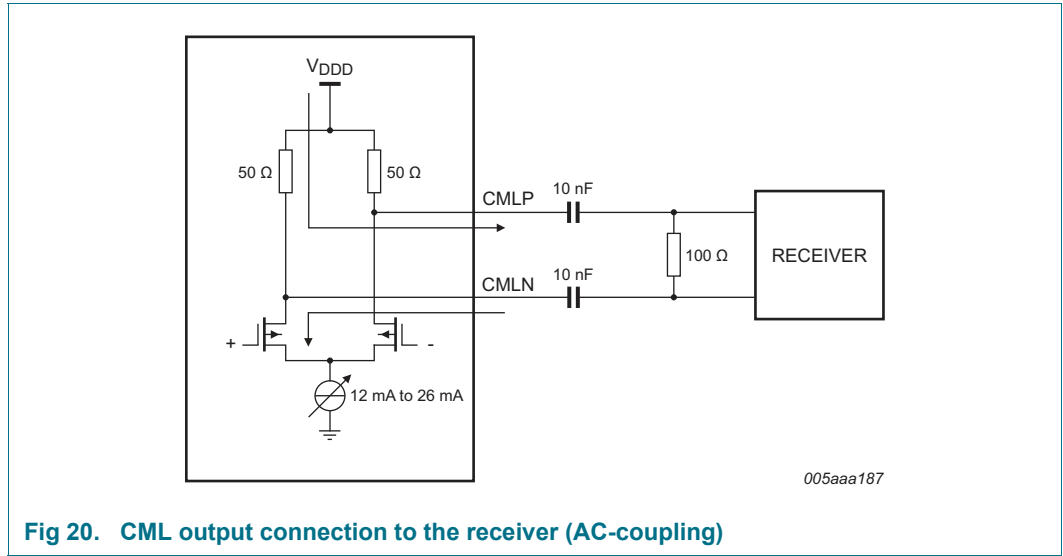 VDDD
50 Ω
50 Ω
CMLP
10 nF
100 Ω
RECEIVER
CMLN
10 nF
+
-
12 mA to 26 mA
005aaa187
Fig 20. CML output connection to the receiver (AC-coupling)